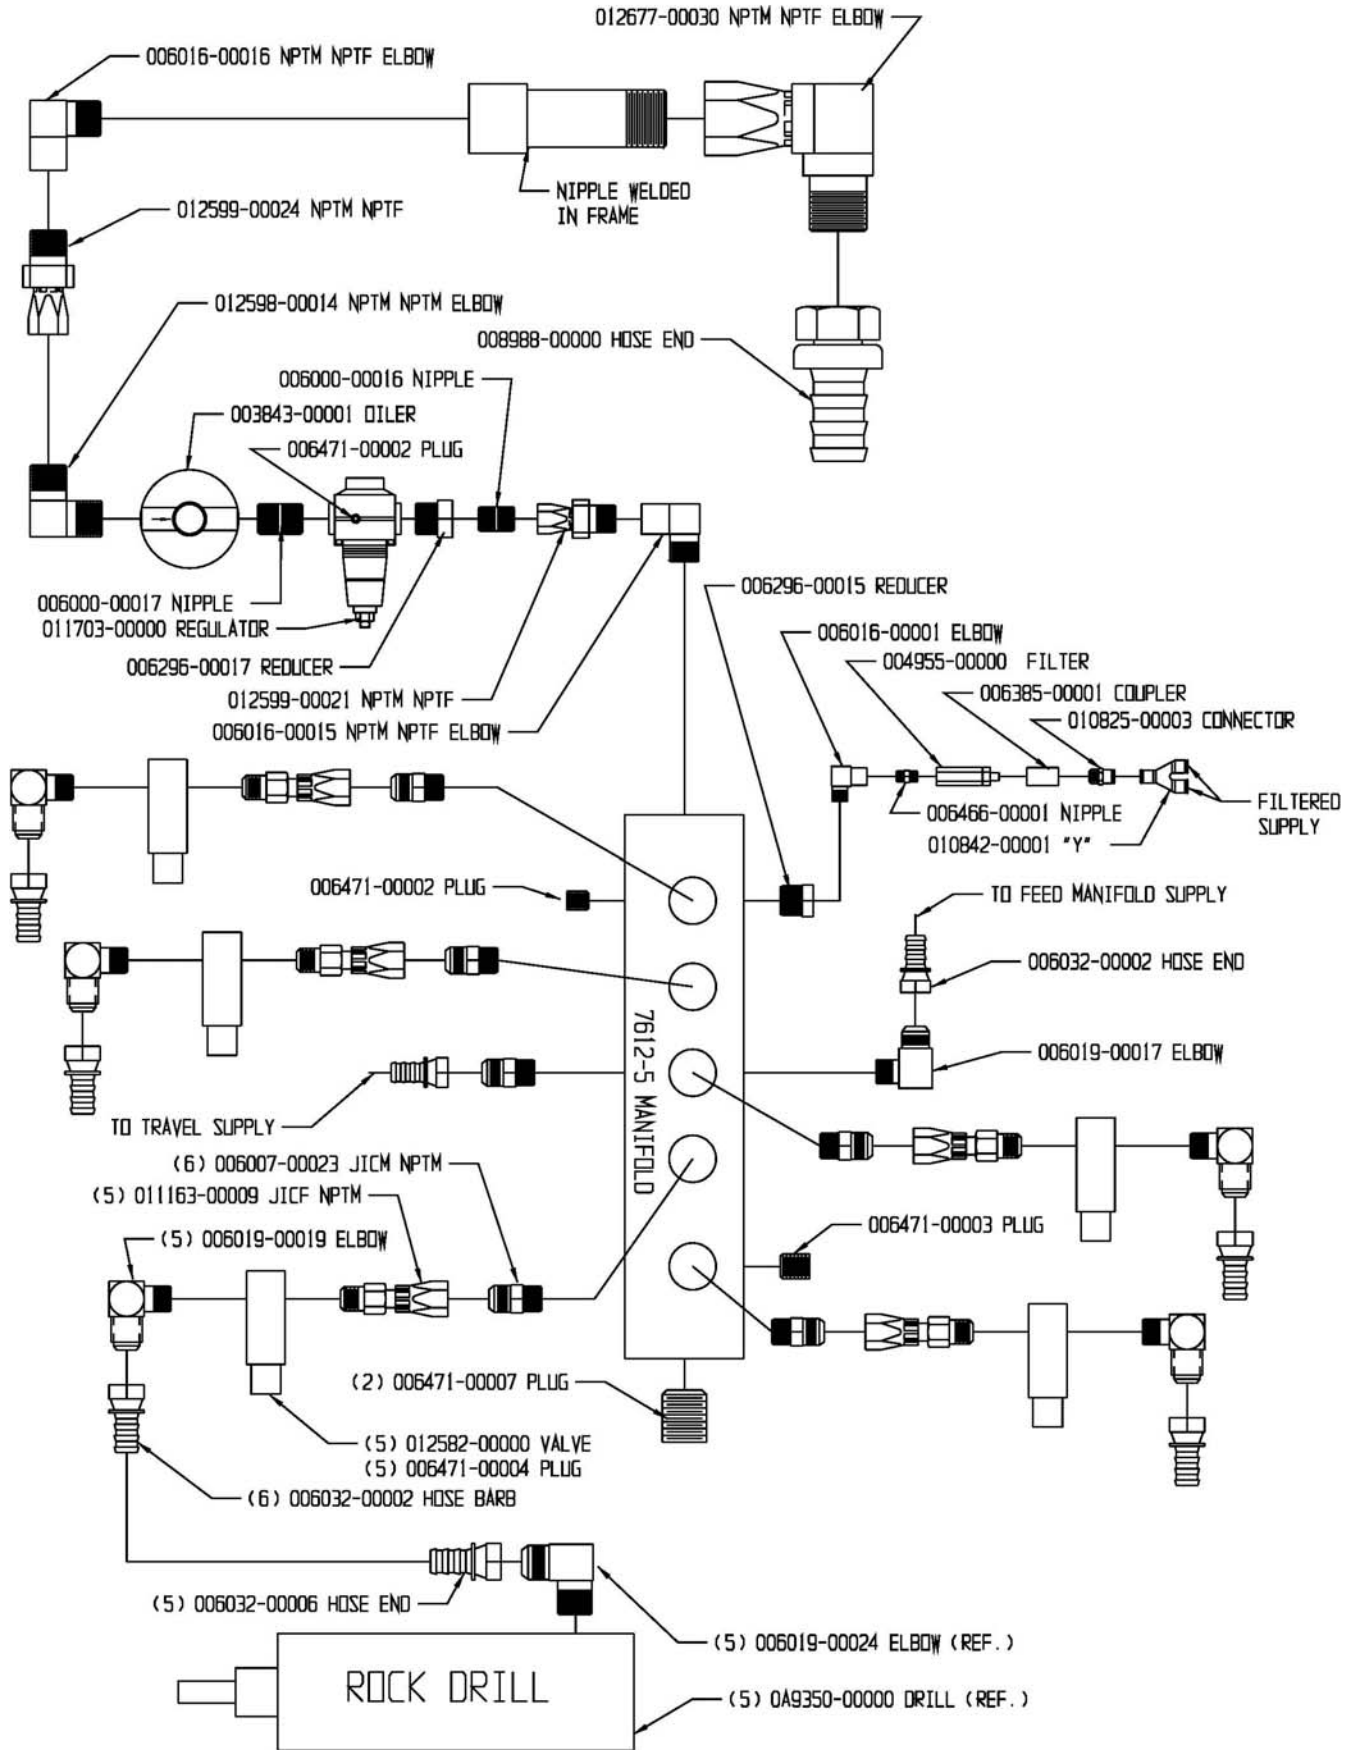 012677-00030 NPTM NPTF ELBOW
006016-00016 NPTM NPTF ELBOW
NIPPLE WELDED
IN FRAME
012599-00024 NPTM NPTF
012598-00014 NPTM NPTM ELBOW
008988-00000 HOSE END
006000-00016 NIPPLE
003843-00001 OILER
006471-00002 PLUG
006000-00017 NIPPLE
011703-00000 REGULATOR
006296-00017 REDUCER
012599-00021 NPTM NPTF
006016-00015 NPTM NPTF ELBOW
006296-00015 REDUCER
006016-00001 ELBOW
004955-00000 FILTER
006385-00001 COUPLER
010825-00003 CONNECTOR
006466-00001 NIPPLE
010842-00001 "Y"
FILTERED
SUPPLY
006471-00002 PLUG
TO FEED MANIFOLD SUPPLY
006032-00002 HOSE END
7612-5 MANIFOLD
006019-00017 ELBOW
TO TRAVEL SUPPLY
(6) 006007-00023 JICM NPTM
(5) 011163-00009 JICF NPTM
(5) 006019-00019 ELBOW
006471-00003 PLUG
(2) 006471-00007 PLUG
(5) 012582-00000 VALVE
(5) 006471-00004 PLUG
(6) 006032-00002 HOSE BARB
(5) 006032-00006 HOSE END
(5) 006019-00024 ELBOW (REF.)
ROCK DRILL
(5) 0A9350-00000 DRILL (REF.)